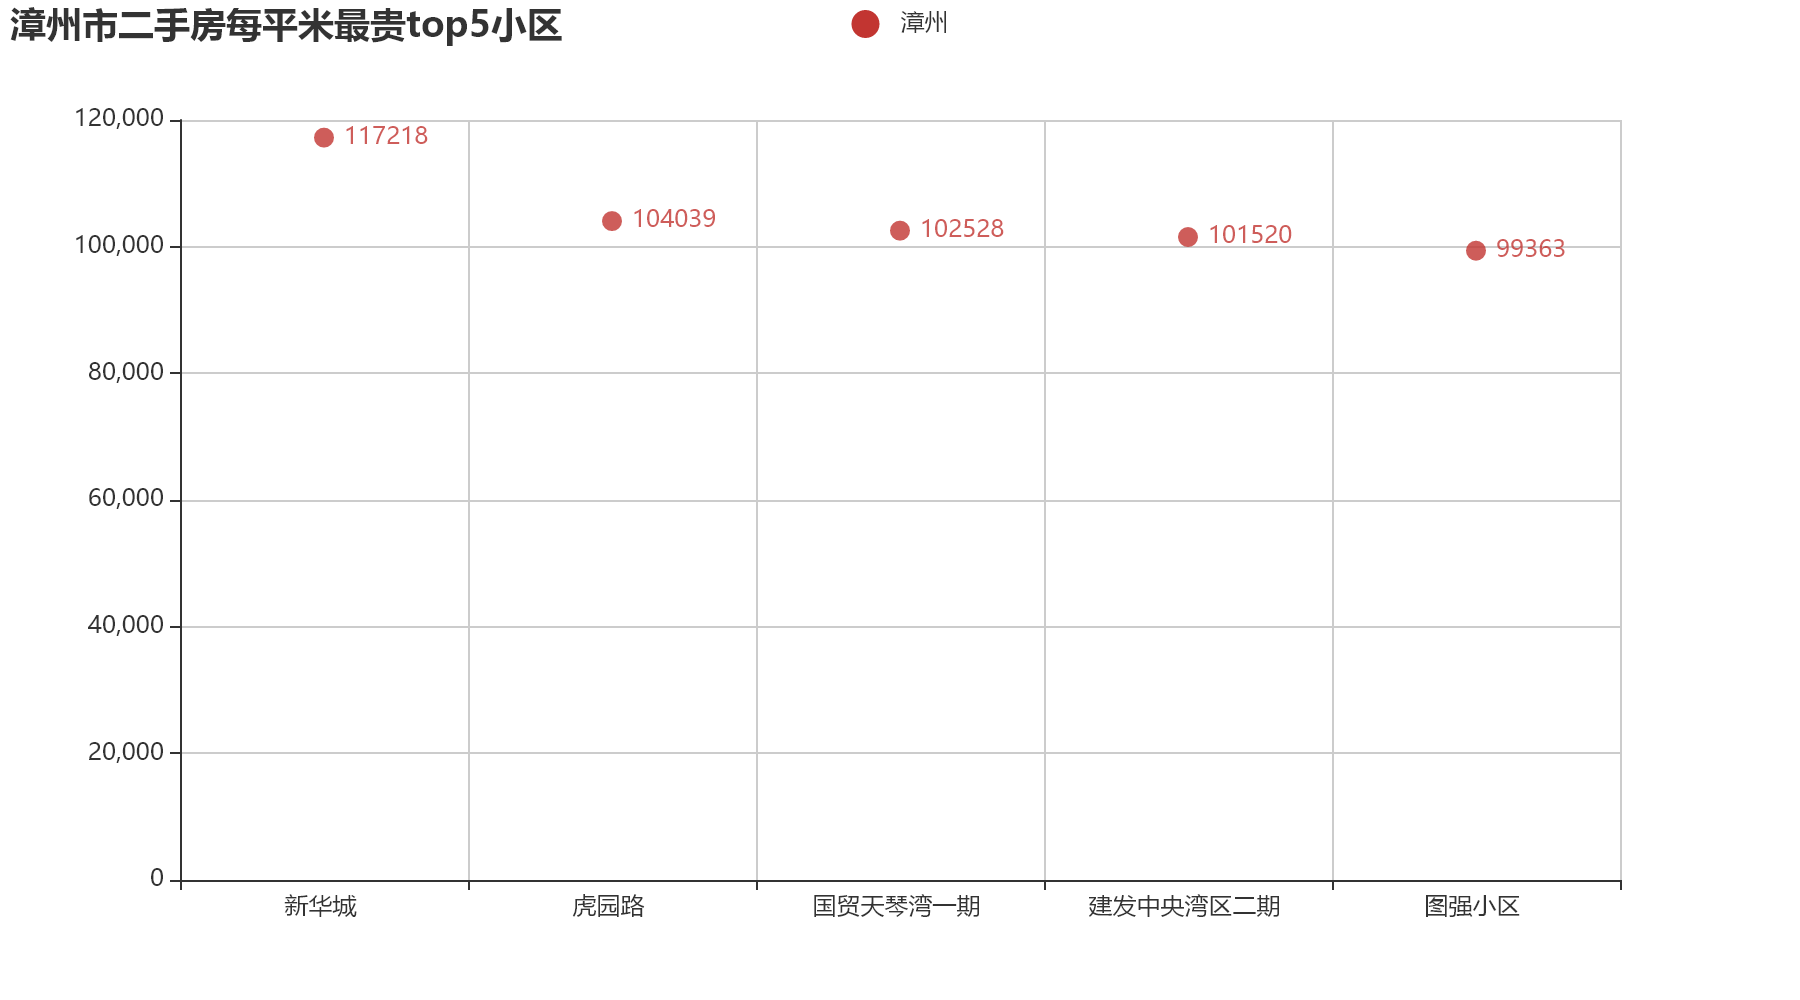 漳州市二手房每平米最贵top5小区
漳州
120,000
100,000
80,000
60,000
40,000
20,000
0
117218
104039
102528
101520
99363
新华城
虎园路
国贸天琴湾一期
建发中央湾区二期
图强小区